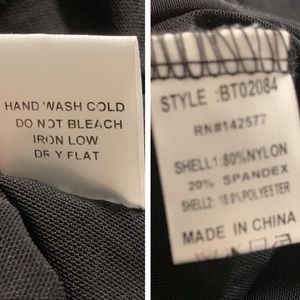 HAND WASH COLD
DO NOT BLEACH
IRON LOW
DRY FLAT
STYLE :BT02084
RN#142577
SHELL1:80%NYLON
20% SPANDEX
SHELL2: 100%POLYESTER
MADE IN CHINA